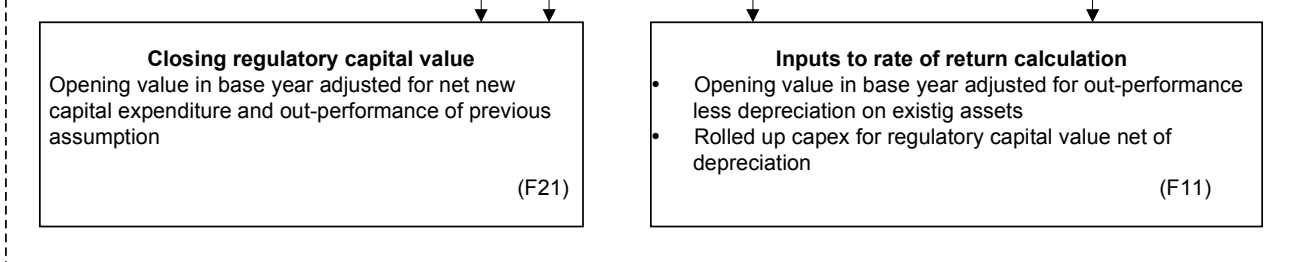 Closing regulatory capital value
Opening value in base year adjusted for net new
capital expenditure and out-performance of previous
assumption
(F21)
Inputs to rate of return calculation
• Opening value in base year adjusted for out-performance
less depreciation on existig assets
• Rolled up capex for regulatory capital value net of
depreciation
(F11)